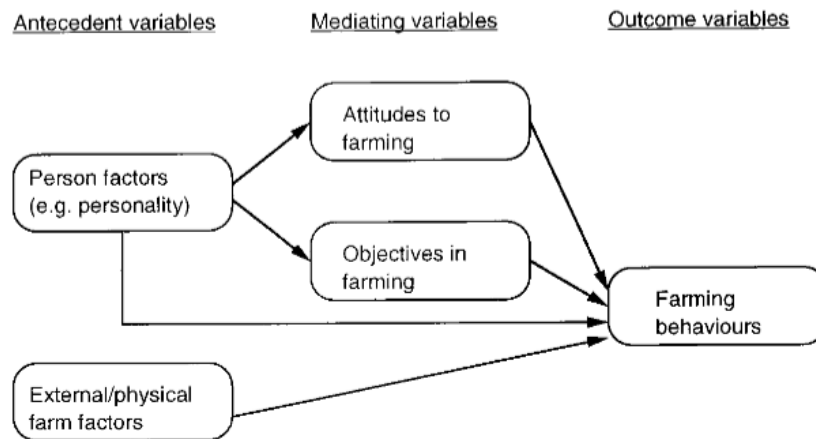 Antecedent variables
Mediating variables
Outcome variables
Attitudes to
farming
Person factors
(e.g. personality)
Objectives in
farming
Farming
behaviours
External/physical
farm factors